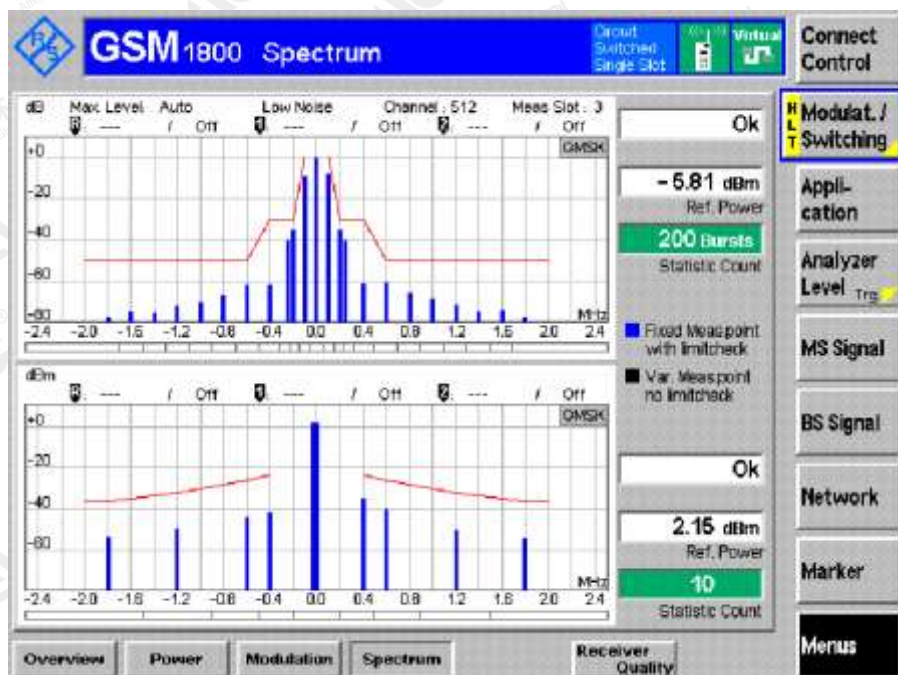 R&S GSM 1800 Spectrum
Circuit Switched Single Slot
Virtual
Connect Control
dB Max. Level Auto Low Noise Channel : 512 Meas Slot : 3
--- / Off --- / Off --- / Off
GMSK
+0
-20
-40
-60
-80
MHz
-2.4 -2.0 -1.6 -1.2 -0.8 -0.4 0.0 0.4 0.8 1.2 1.6 2.0 2.4
Ok
-5.81 dBm
Ref. Power
200 Bursts
Statistic Count
Fixed Measpoint
with limitcheck
Var. Measpoint
no limitcheck
dBm
--- / Off --- / Off --- / Off
GMSK
+0
-20
-40
-60
MHz
-2.4 -2.0 -1.6 -1.2 -0.8 -0.4 0.0 0.4 0.8 1.2 1.6 2.0 2.4
Ok
2.15 dBm
Ref. Power
10
Statistic Count
HLT Modulat. / Switching
Appli-
cation
Analyzer
Level Trg
MS Signal
BS Signal
Network
Marker
Menus
Overview Power Modulation Spectrum Receiver Quality